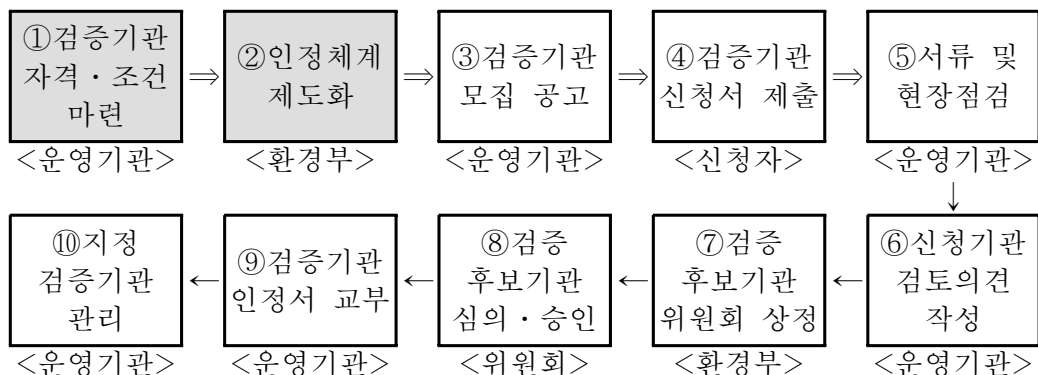 ①검증기관
자격·조건
마련
<운영기관>
⇒
②인정체계
제도화
<환경부>
⇒
③검증기관
모집 공고
<운영기관>
⇒
④검증기관
신청서 제출
<신청자>
⇒
⑤서류 및
현장점검
<운영기관>
↓
⑥신청기관
검토의견
작성
<운영기관>
←
⑦검증
후보기관
위원회 상정
<환경부>
←
⑧검증
후보기관
심의·승인
<위원회>
←
⑨검증기관
인정서 교부
<운영기관>
←
⑩지정
검증기관
관리
<운영기관>